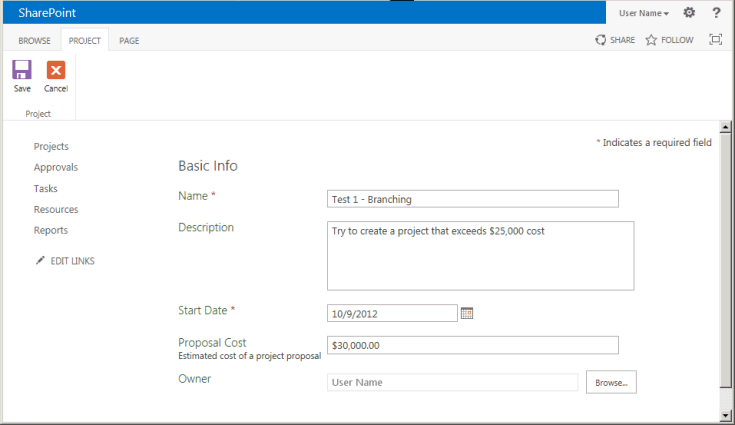 SharePoint
User Name
?
BROWSE PROJECT PAGE
SHARE FOLLOW
Save Cancel
Project
Projects
Approvals
Tasks
Resources
Reports
EDIT LINKS
* Indicates a required field
Basic Info
Name *
Test 1 - Branching
Description
Try to create a project that exceeds $25,000 cost
Start Date *
10/9/2012
Proposal Cost
Estimated cost of a project proposal
$30,000.00
Owner
User Name
Browse...